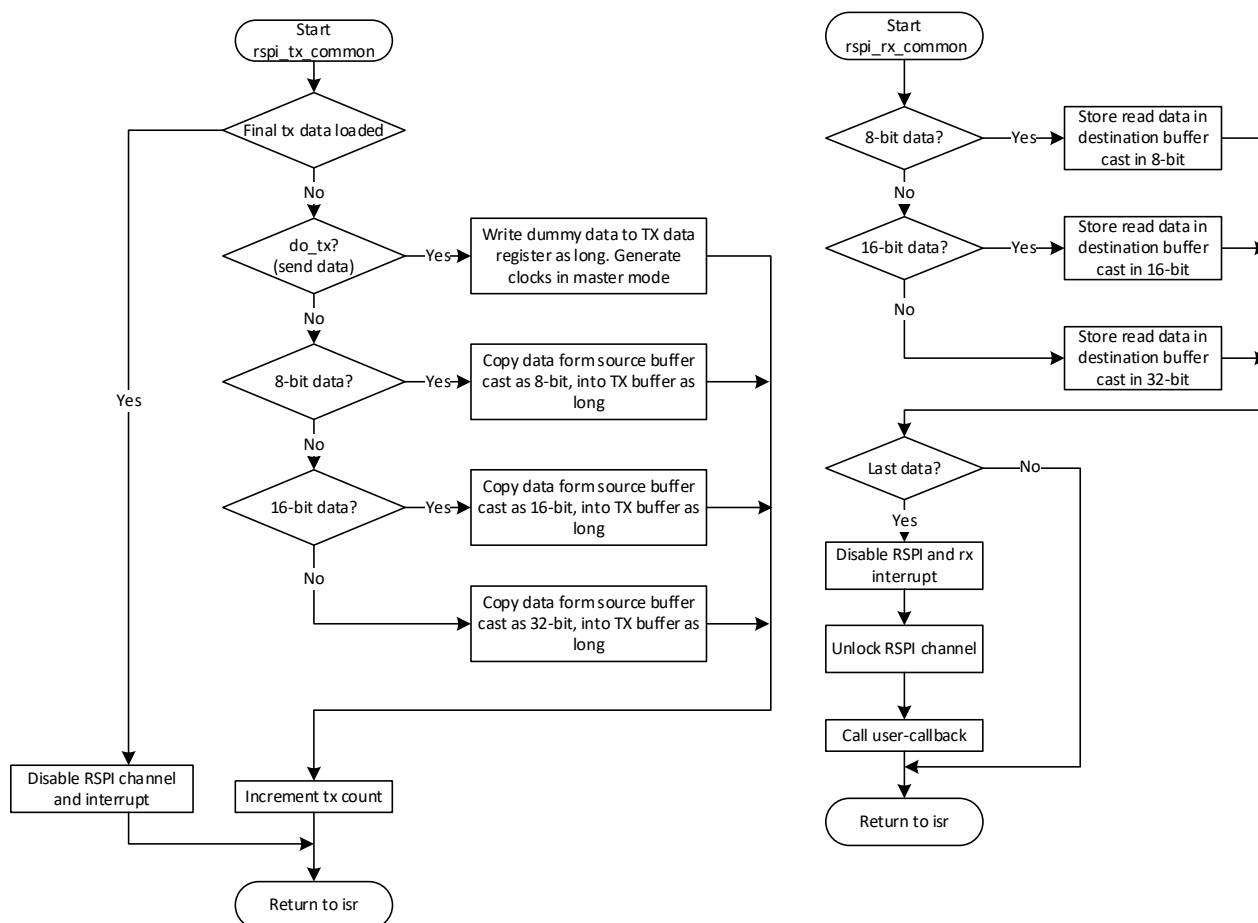 Start
rspi_tx_common
Final tx data loaded
No
do_tx?
(send data)
Yes
Write dummy data to TX data
register as long. Generate
clocks in master mode
No
8-bit data?
Yes
Copy data form source buffer
cast as 8-bit, into TX buffer as
long
Yes
No
16-bit data?
Yes
Copy data form source buffer
cast as 16-bit, into TX buffer as
long
No
Copy data form source buffer
cast as 32-bit, into TX buffer as
long
Disable RSPI channel
and interrupt
Increment tx count
Return to isr
Start
rspi_rx_common
8-bit data?
Yes
Store read data in
destination buffer
cast in 8-bit
No
16-bit data?
Yes
Store read data in
destination buffer
cast in 16-bit
No
Store read data in
destination buffer
cast in 32-bit
Last data?
No
Yes
Disable RSPI and rx
interrupt
Unlock RSPI channel
Call user-callback
Return to isr